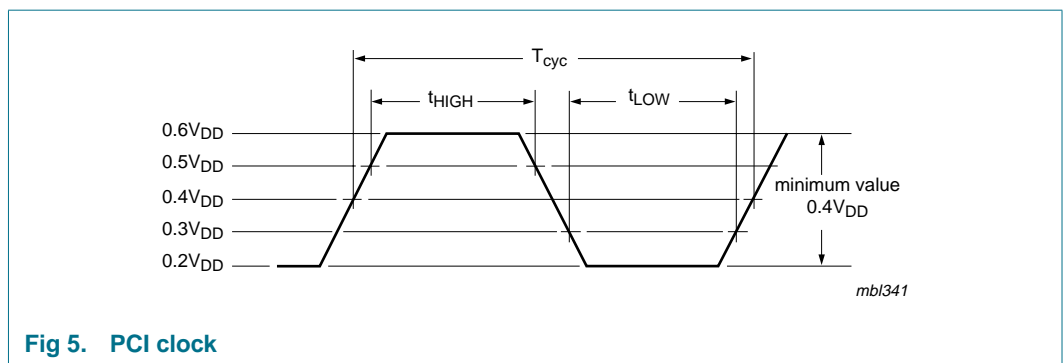 Tcyc
tHIGH
tLOW
0.6VDD
0.5VDD
0.4VDD
0.3VDD
0.2VDD
minimum value
0.4VDD
mbl341
Fig 5. PCI clock